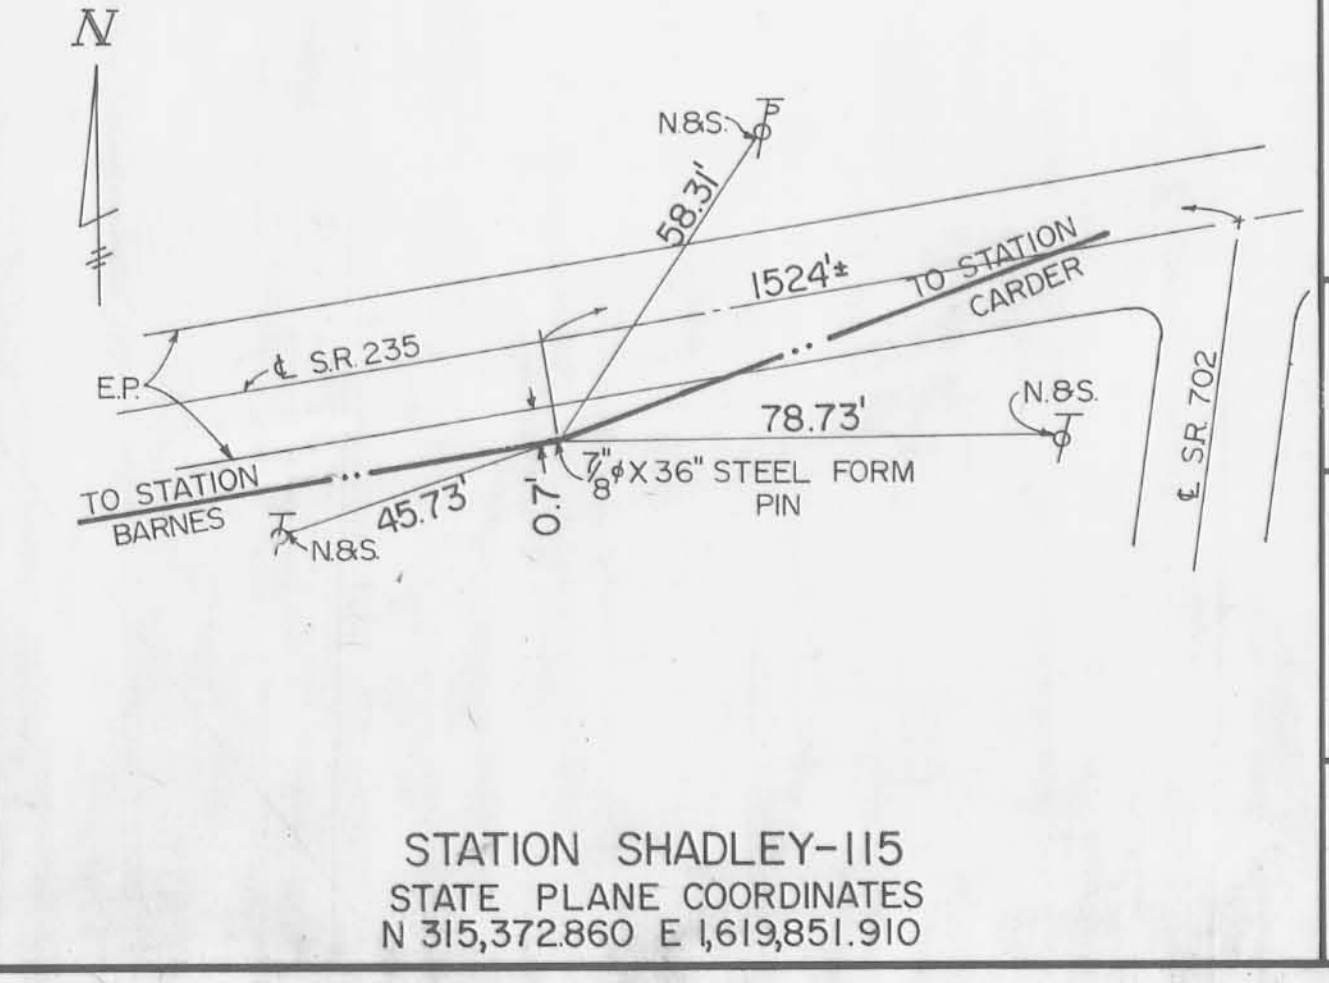 N
N.&S.
58.31'
1524'±
TO STATION
CARDER
℄ S.R. 235
E.P.
N.&S.
78.73'
℄ S.R. 702
7/8"ϕ X 36" STEEL FORM
PIN
0.7'
TO STATION
BARNES
45.73'
N.&S.
STATION SHADLEY-115
STATE PLANE COORDINATES
N 315,372.860 E 1,619,851.910